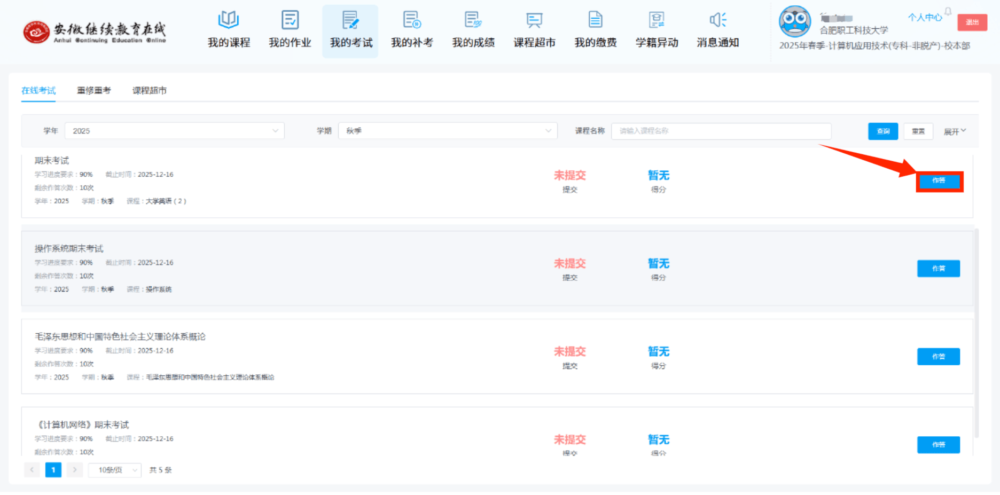 安徽继续教育在线
Anhui Continuing Education Online
我的课程
我的作业
我的考试
我的补考
我的成绩
课程超市
我的缴费
学籍异动
消息通知
个人中心
退出
合肥职工科技大学
2025年春季-计算机应用技术(专科-非脱产)-校本部
在线考试
重修重考
课程超市
学年 2025
学期 秋季
课程名称 请输入课程名称
查询
重置
展开
期末考试
学习进度要求：90% 截止时间：2025-12-16
剩余作答次数：10次
学年：2025 学期：秋季 课程：大学英语（2）
未提交
提交
暂无
得分
作答
操作系统期末考试
学习进度要求：90% 截止时间：2025-12-16
剩余作答次数：10次
学年：2025 学期：秋季 课程：操作系统
未提交
提交
暂无
得分
作答
毛泽东思想和中国特色社会主义理论体系概论
学习进度要求：90% 截止时间：2025-12-16
剩余作答次数：10次
学年：2025 学期：秋季 课程：毛泽东思想和中国特色社会主义理论体系概论
未提交
提交
暂无
得分
作答
《计算机网络》期末考试
学习进度要求：90% 截止时间：2025-12-16
剩余作答次数：10次
未提交
提交
暂无
得分
作答
1
10条/页
共 5 条